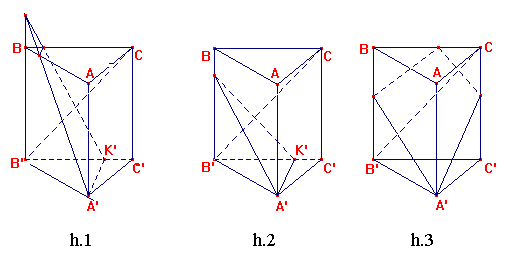 B C B C B C
A A A
B' K' C' B' K' C' B' C'
A' A' A'
h.1 h.2 h.3